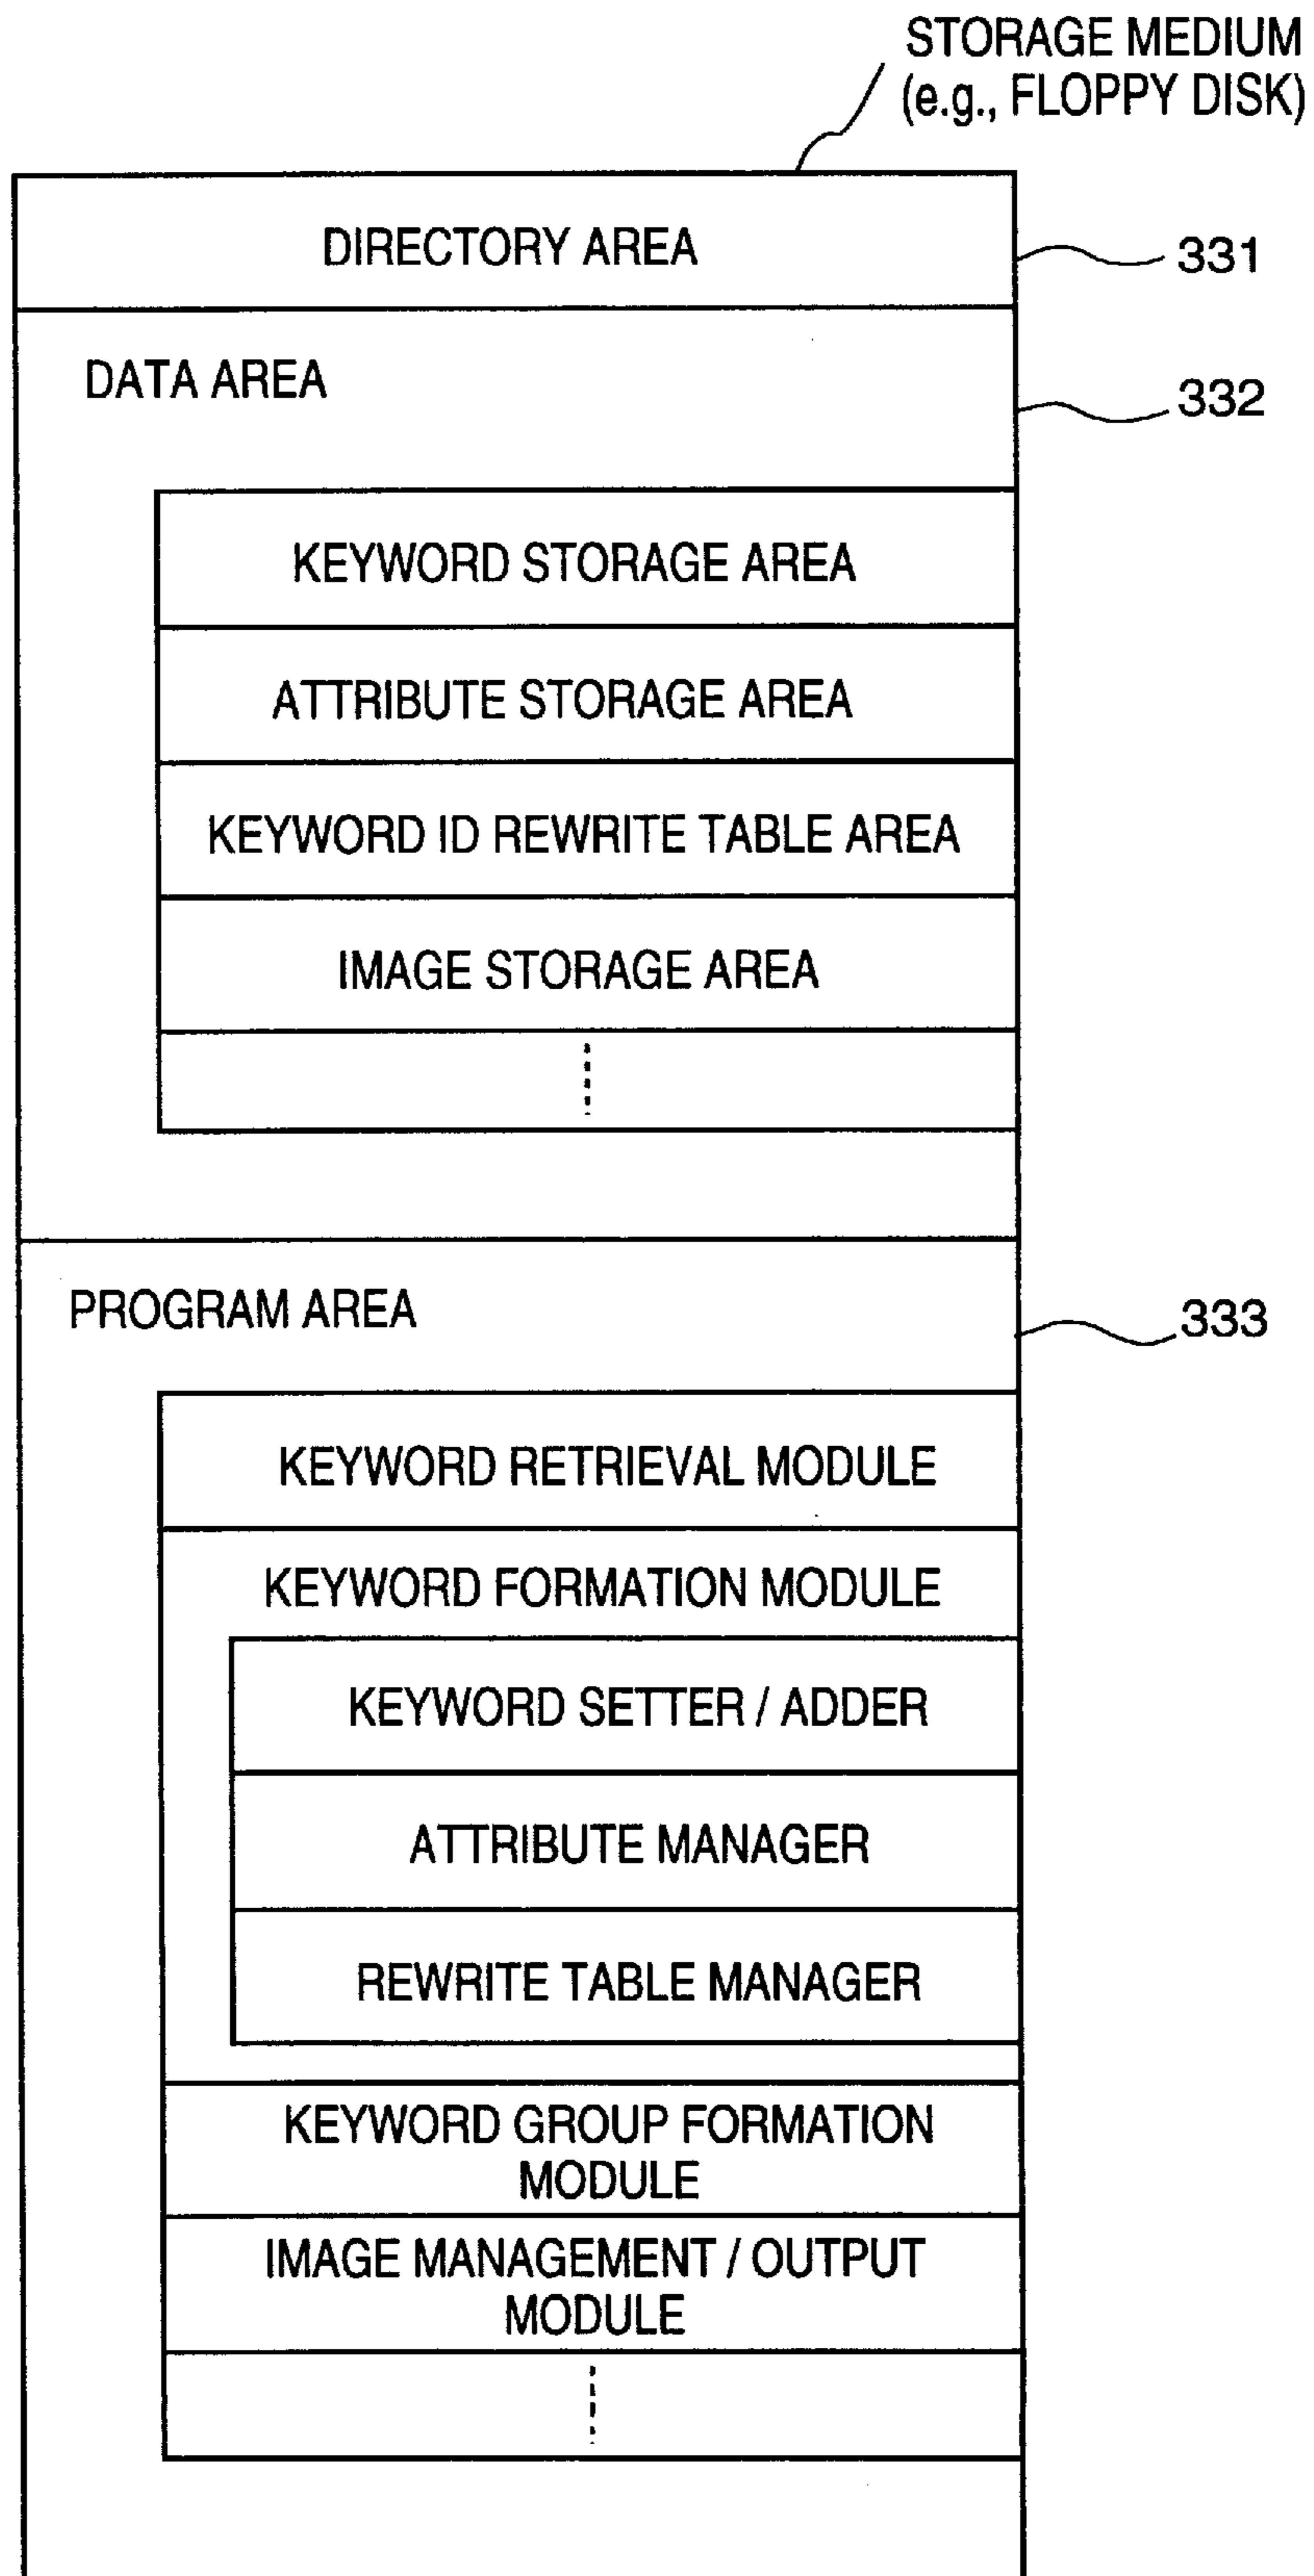 STORAGE MEDIUM
(e.g., FLOPPY DISK)
DIRECTORY AREA
331
DATA AREA
332
KEYWORD STORAGE AREA
ATTRIBUTE STORAGE AREA
KEYWORD ID REWRITE TABLE AREA
IMAGE STORAGE AREA
PROGRAM AREA
333
KEYWORD RETRIEVAL MODULE
KEYWORD FORMATION MODULE
KEYWORD SETTER / ADDER
ATTRIBUTE MANAGER
REWRITE TABLE MANAGER
KEYWORD GROUP FORMATION
MODULE
IMAGE MANAGEMENT / OUTPUT
MODULE